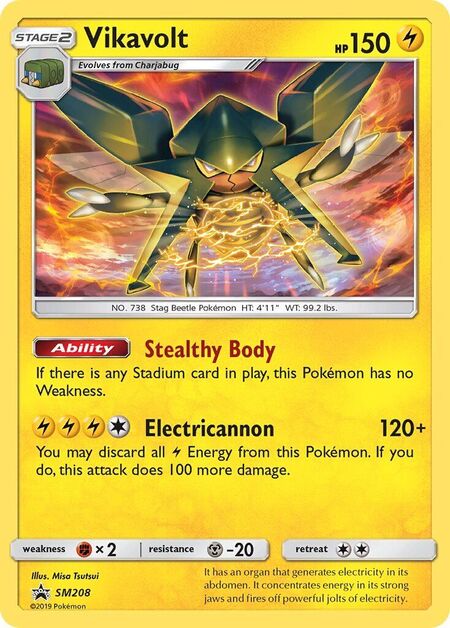 STAGE 2 Vikavolt HP 150
Evolves from Charjabug
NO. 738 Stag Beetle Pokémon HT: 4'11" WT: 99.2 lbs.
Ability Stealthy Body
If there is any Stadium card in play, this Pokémon has no
Weakness.
Electricannon 120+
You may discard all Energy from this Pokémon. If you
do, this attack does 100 more damage.
weakness ×2 resistance -20 retreat
Illus. Misa Tsutsui
It has an organ that generates electricity in its
abdomen. It concentrates energy in its strong
jaws and fires off powerful jolts of electricity.
SM208
©2019 Pokémon